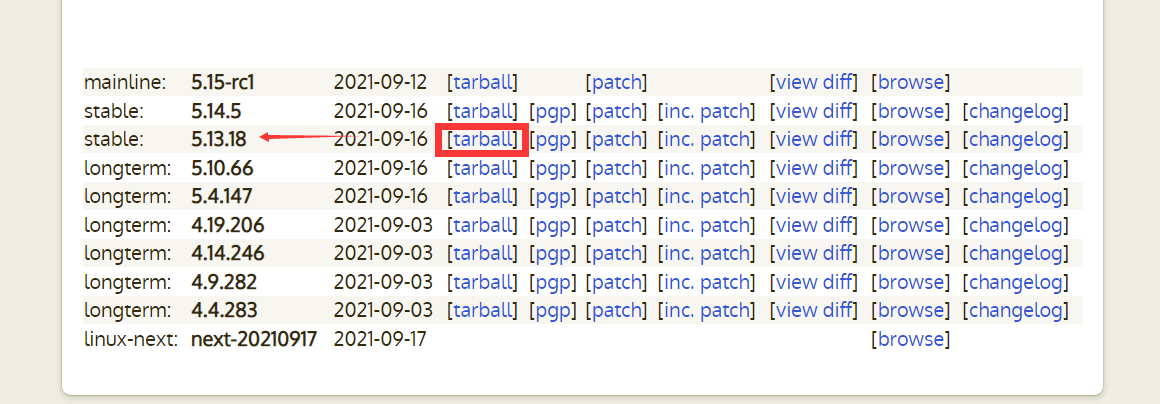 mainline: 5.15-rc1 2021-09-12 [tarball] [patch] [view diff] [browse]
stable: 5.14.5 2021-09-16 [tarball] [pgp] [patch] [inc. patch] [view diff] [browse] [changelog]
stable: 5.13.18 2021-09-16 [tarball] [pgp] [patch] [inc. patch] [view diff] [browse] [changelog]
longterm: 5.10.66 2021-09-16 [tarball] [pgp] [patch] [inc. patch] [view diff] [browse] [changelog]
longterm: 5.4.147 2021-09-16 [tarball] [pgp] [patch] [inc. patch] [view diff] [browse] [changelog]
longterm: 4.19.206 2021-09-03 [tarball] [pgp] [patch] [inc. patch] [view diff] [browse] [changelog]
longterm: 4.14.246 2021-09-03 [tarball] [pgp] [patch] [inc. patch] [view diff] [browse] [changelog]
longterm: 4.9.282 2021-09-03 [tarball] [pgp] [patch] [inc. patch] [view diff] [browse] [changelog]
longterm: 4.4.283 2021-09-03 [tarball] [pgp] [patch] [inc. patch] [view diff] [browse] [changelog]
linux-next: next-20210917 2021-09-17 [browse]